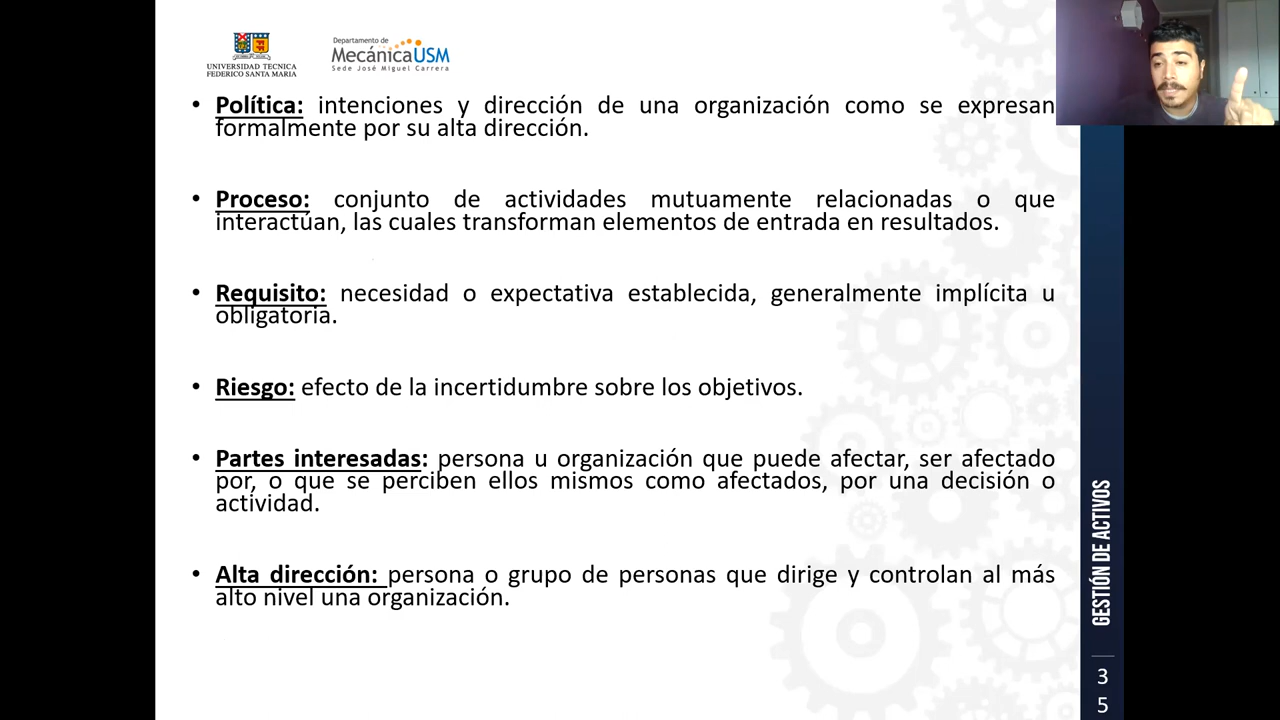 UNIVERSIDAD TECNICA
FEDERICO SANTA MARIA
Departamento de
MecánicaUSM
Sede José Miguel Carrera
• Política: intenciones y dirección de una organización como se expresan
formalmente por su alta dirección.
• Proceso: conjunto de actividades mutuamente relacionadas o que
interactúan, las cuales transforman elementos de entrada en resultados.
• Requisito: necesidad o expectativa establecida, generalmente implícita u
obligatoria.
• Riesgo: efecto de la incertidumbre sobre los objetivos.
• Partes interesadas: persona u organización que puede afectar, ser afectado
por, o que se perciben ellos mismos como afectados, por una decisión o
actividad.
• Alta dirección: persona o grupo de personas que dirige y controlan al más
alto nivel una organización.
GESTIÓN DE ACTIVOS
3
5